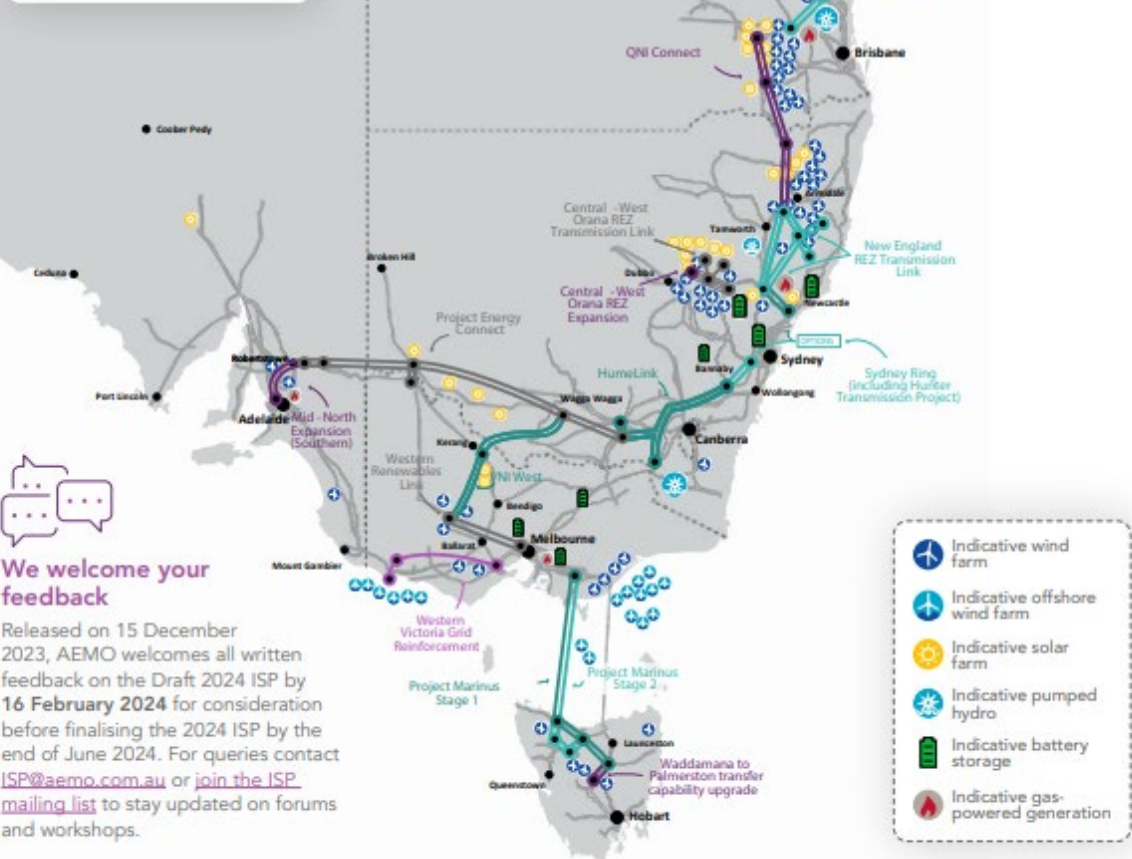 QNI Connect
Brisbane
Coober Pedy
Armidale
Central -West
Orana REZ
Transmission Link
Tamworth
New England
REZ Transmission
Link
Broken Hill
Ceduna
Dubbo
Central -West
Orana REZ
Expansion
Newcastle
Project Energy
Connect
OPTIONS
Robertstown
Sydney
HumeLink
Bannaby
Sydney Ring
(including Hunter
Transmission Project)
Port Lincoln
Wagga Wagga
Wollongong
Adelaide
Mid -North
Expansion
(Southern)
Canberra
Kerang
Western
Renewables
Link
VNI West
Bendigo
Melbourne
Ballarat
Mount Gambier
Western
Victoria Grid
Reinforcement
Project Marinus
Stage 1
Project Marinus
Stage 2
Launceston
Queenstown
Waddamana to
Palmerston transfer
capability upgrade
Hobart
We welcome your
feedback
Released on 15 December
2023, AEMO welcomes all written
feedback on the Draft 2024 ISP by
16 February 2024 for consideration
before finalising the 2024 ISP by the
end of June 2024. For queries contact
ISP@aemo.com.au or join the ISP
mailing list to stay updated on forums
and workshops.
Indicative wind
farm
Indicative offshore
wind farm
Indicative solar
farm
Indicative pumped
hydro
Indicative battery
storage
Indicative gas-
powered generation